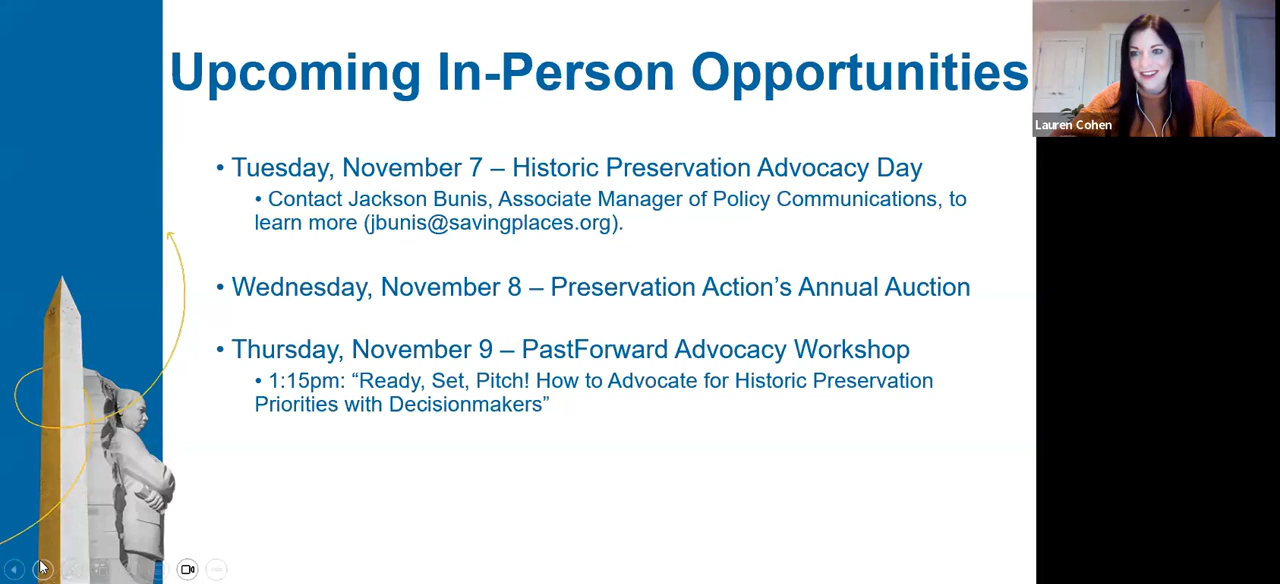 Upcoming In-Person Opportunities
Lauren Cohen
• Tuesday, November 7 – Historic Preservation Advocacy Day
• Contact Jackson Bunis, Associate Manager of Policy Communications, to
learn more (jbunis@savingplaces.org).
• Wednesday, November 8 – Preservation Action’s Annual Auction
• Thursday, November 9 – PastForward Advocacy Workshop
• 1:15pm: “Ready, Set, Pitch! How to Advocate for Historic Preservation
Priorities with Decisionmakers”